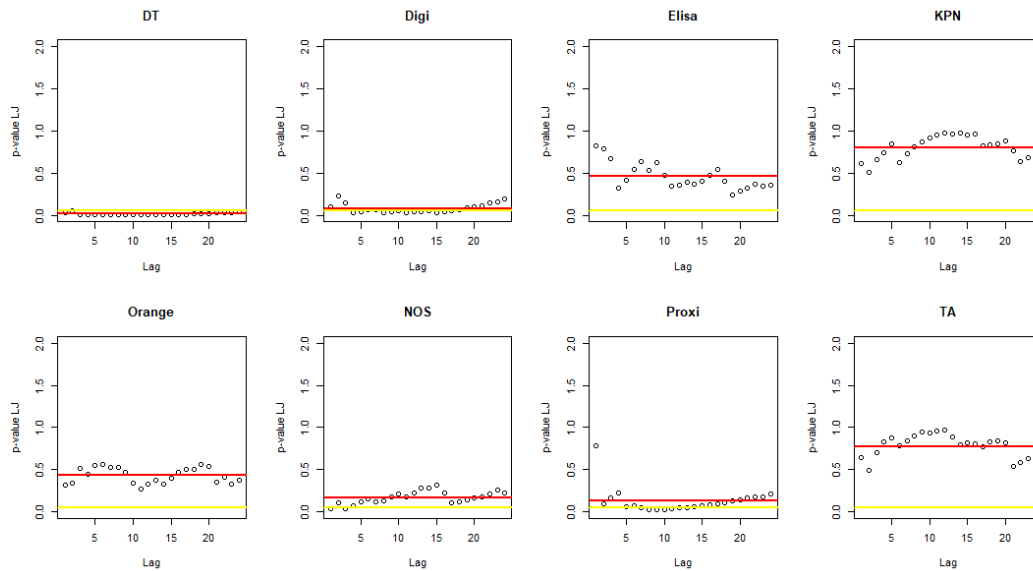 DT Digi Elisa KPN
p-value LJ p-value LJ p-value LJ p-value LJ
2.0 2.0 2.0 2.0
1.5 1.5 1.5 1.5
1.0 1.0 1.0 1.0
0.5 0.5 0.5 0.5
0.0 0.0 0.0 0.0
5 10 15 20 5 10 15 20 5 10 15 20 5 10 15 20
Lag Lag Lag Lag
Orange NOS Proxi TA
p-value LJ p-value LJ p-value LJ p-value LJ
2.0 2.0 2.0 2.0
1.5 1.5 1.5 1.5
1.0 1.0 1.0 1.0
0.5 0.5 0.5 0.5
0.0 0.0 0.0 0.0
5 10 15 20 5 10 15 20 5 10 15 20 5 10 15 20
Lag Lag Lag Lag